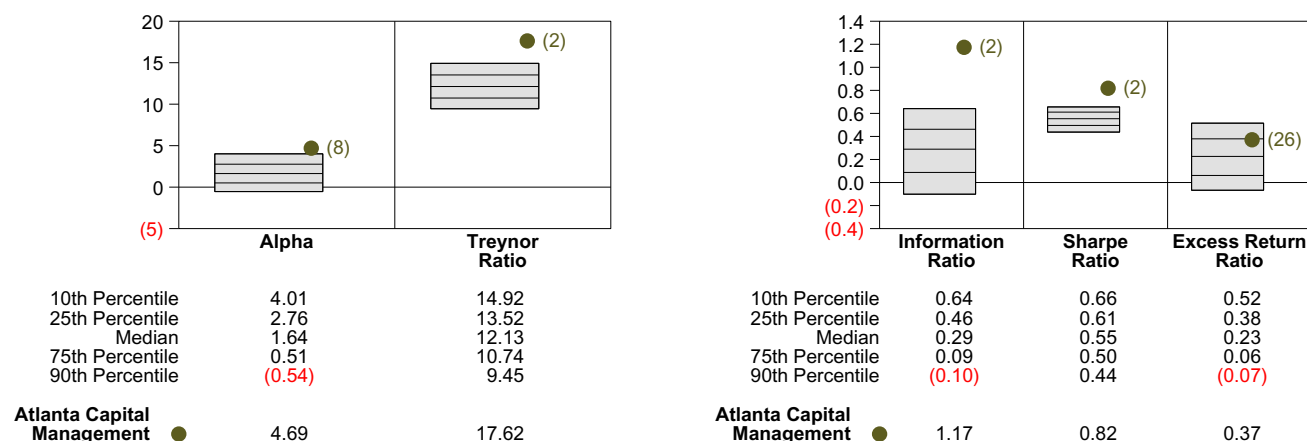 20
15
10
5
0
(5)
(8)
(2)
Alpha
Treynor
Ratio
10th Percentile 4.01 14.92
25th Percentile 2.76 13.52
Median 1.64 12.13
75th Percentile 0.51 10.74
90th Percentile (0.54) 9.45
Atlanta Capital
Management 4.69 17.62
1.4
1.2
1.0
0.8
0.6
0.4
0.2
0.0
(0.2)
(0.4)
(2)
(2)
(26)
Information
Ratio
Sharpe
Ratio
Excess Return
Ratio
10th Percentile 0.64 0.66 0.52
25th Percentile 0.46 0.61 0.38
Median 0.29 0.55 0.23
75th Percentile 0.09 0.50 0.06
90th Percentile (0.10) 0.44 (0.07)
Atlanta Capital
Management 1.17 0.82 0.37